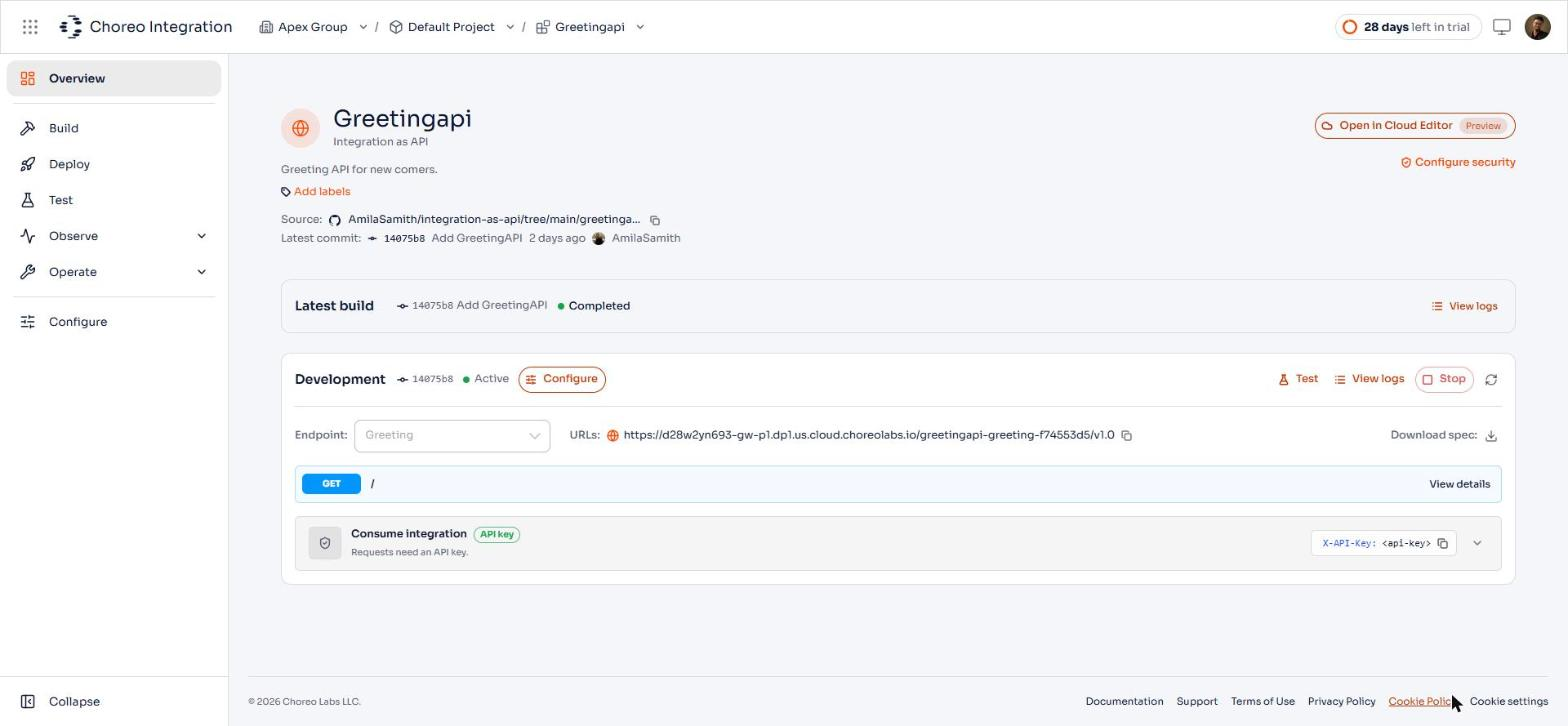 Choreo Integration Apex Group / Default Project / Greetingapi 28 days left in trial
Overview
Build
Deploy
Test
Observe
Operate
Configure
Collapse
Greetingapi
Integration as API
Open in Cloud Editor Preview
Configure security
Greeting API for new comers.
Add labels
Source: AmilaSamith/integration-as-api/tree/main/greetinga...
Latest commit: 14075b8 Add GreetingAPI 2 days ago AmilaSamith
Latest build 14075b8 Add GreetingAPI Completed View logs
Development 14075b8 Active Configure Test View logs Stop
Endpoint: Greeting URLs: https://d28w2yn693-gw-p1.dp1.us.cloud.choreolabs.io/greetingapi-greeting-f74553d5/v1.0 Download spec:
GET / View details
Consume integration API key
Requests need an API key.
X-API-Key: <api-key>
© 2026 Choreo Labs LLC. Documentation Support Terms of Use Privacy Policy Cookie Polic Cookie settings